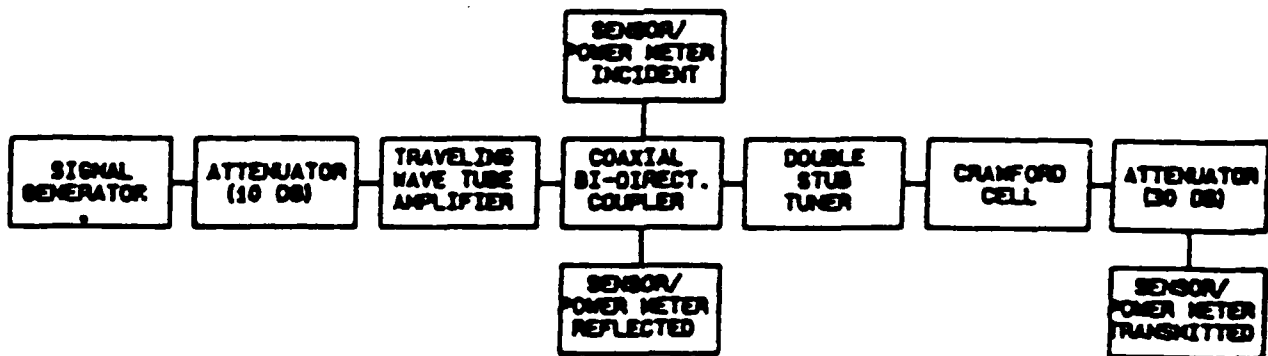 SENSOR/
POWER METER
INCIDENT
SIGNAL
GENERATOR
ATTENUATOR
(10 DB)
TRAVELING
WAVE TUBE
AMPLIFIER
COAXIAL
BI-DIRECT.
COUPLER
DOUBLE
STUB
TUNER
CRAWFORD
CELL
ATTENUATOR
(30 DB)
SENSOR/
POWER METER
REFLECTED
SENSOR/
POWER METER
TRANSMITTED